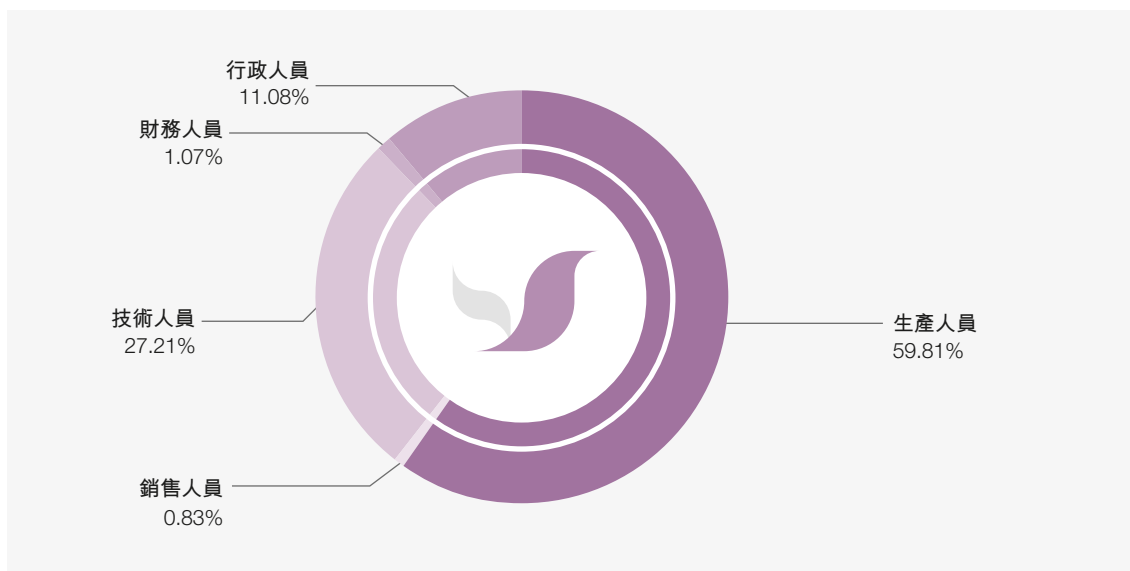 行政人員
11.08%
財務人員
1.07%
技術人員
27.21%
生產人員
59.81%
銷售人員
0.83%